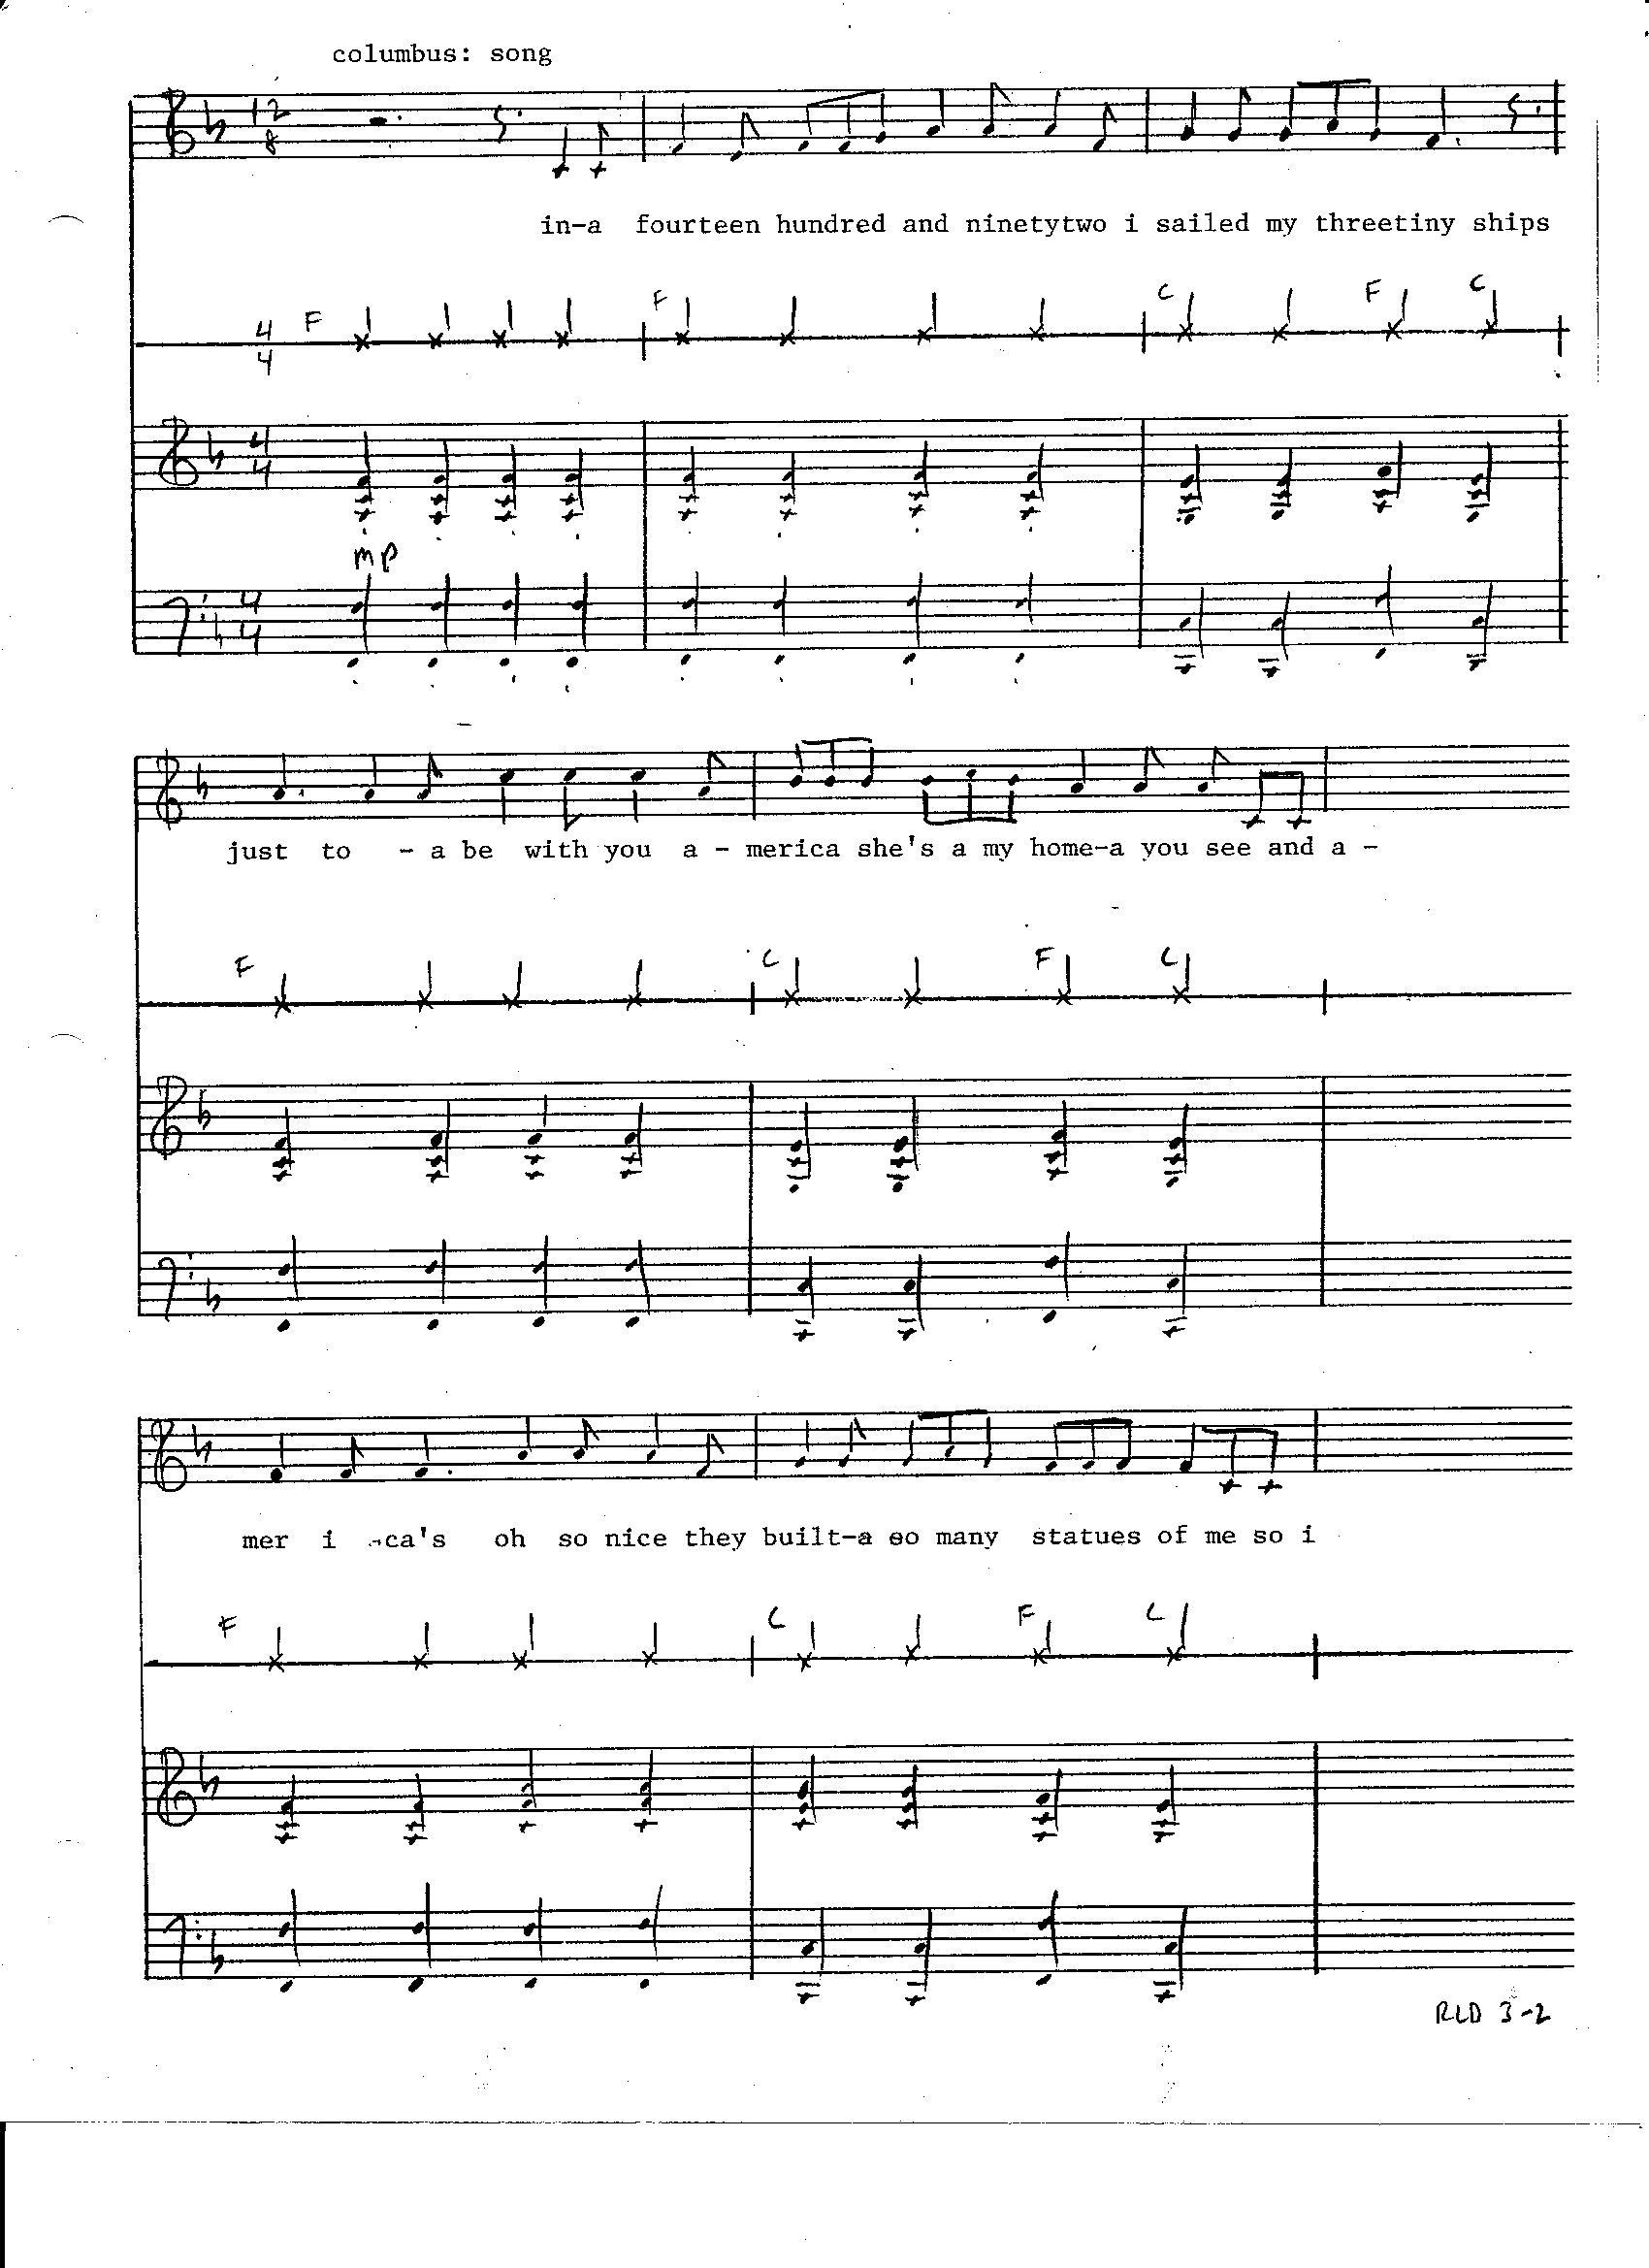 columbus: song
12
8
in-a fourteen hundred and ninetytwo i sailed my threetiny ships
4
4
F F C F C
4
4
mp
4
4
just to - a be with you a - merica she's a my home-a you see and a -
F C F C
mer i -ca's oh so nice they built-a so many statues of me so i
F C F C
RLD 3-2